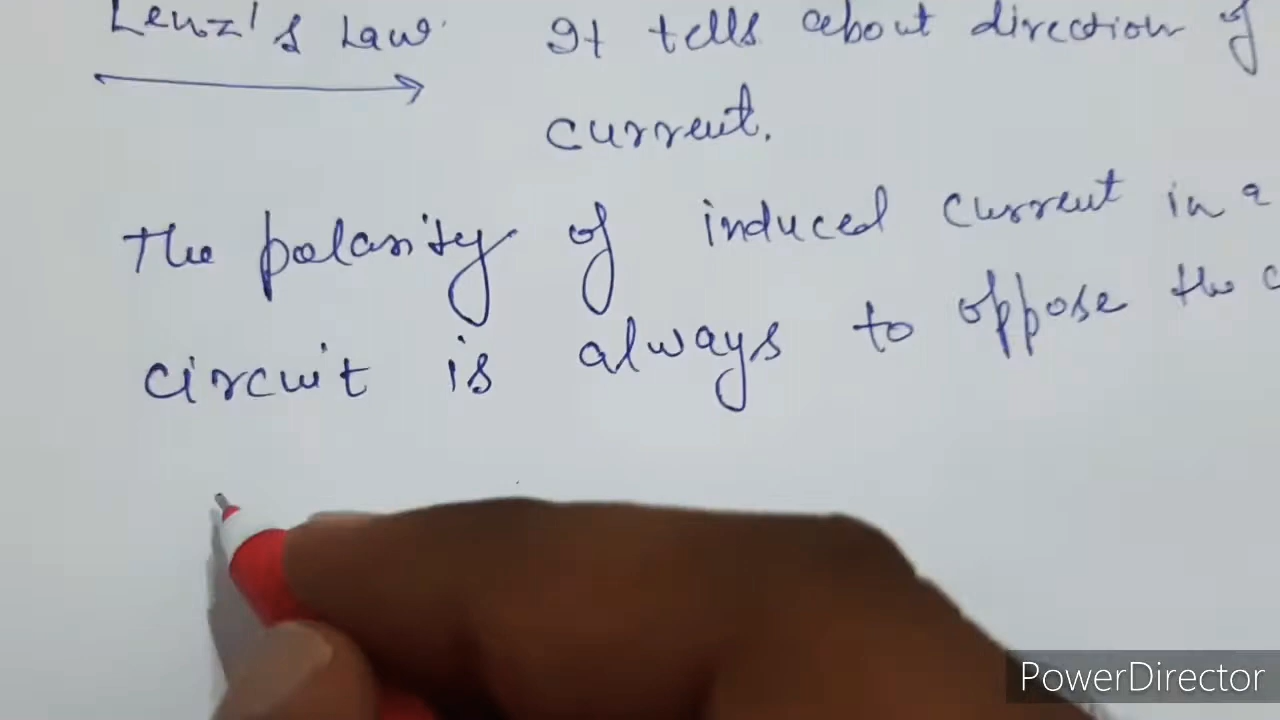 Lenz's Law It tells about direction of
current.
The polarity of induced current in a
circuit is always to oppose the
PowerDirector